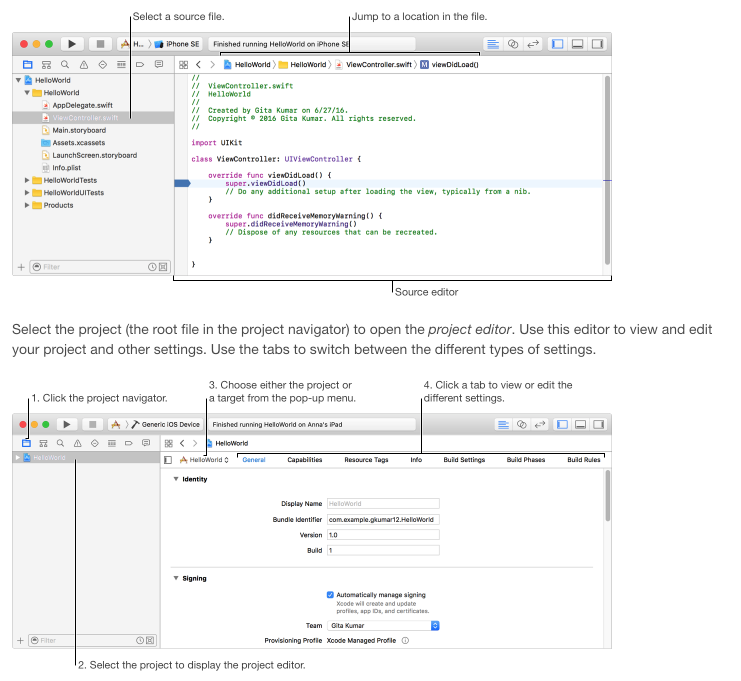 Select a source file.
Jump to a location in the file.
H... iPhone SE Finished running HelloWorld on iPhone SE
HelloWorld HelloWorld ViewController.swift M viewDidLoad()
HelloWorld
HelloWorld
AppDelegate.swift
ViewController.swift
Main.storyboard
Assets.xcassets
LaunchScreen.storyboard
Info.plist
HelloWorldTests
HelloWorldUITests
Products
Filter
//
// ViewController.swift
// HelloWorld
//
// Created by Gita Kumar on 6/27/16.
// Copyright © 2016 Gita Kumar. All rights reserved.
//
import UIKit
class ViewController: UIViewController {
override func viewDidLoad() {
super.viewDidLoad()
// Do any additional setup after loading the view, typically from a nib.
}
override func didReceiveMemoryWarning() {
super.didReceiveMemoryWarning()
// Dispose of any resources that can be recreated.
}
}
Source editor
Select the project (the root file in the project navigator) to open the project editor. Use this editor to view and edit
your project and other settings. Use the tabs to switch between the different types of settings.
1. Click the project navigator.
3. Choose either the project or
a target from the pop-up menu.
4. Click a tab to view or edit the
different settings.
Generic iOS Device Finished running HelloWorld on Anna's iPad
HelloWorld
HelloWorld
HelloWorld General Capabilities Resource Tags Info Build Settings Build Phases Build Rules
Identity
Display Name HelloWorld
Bundle Identifier com.example.gkumar12.HelloWorld
Version 1.0
Build 1
Signing
Automatically manage signing
Xcode will create and update
profiles, app IDs, and certificates.
Team Gita Kumar
Provisioning Profile Xcode Managed Profile
Filter
2. Select the project to display the project editor.